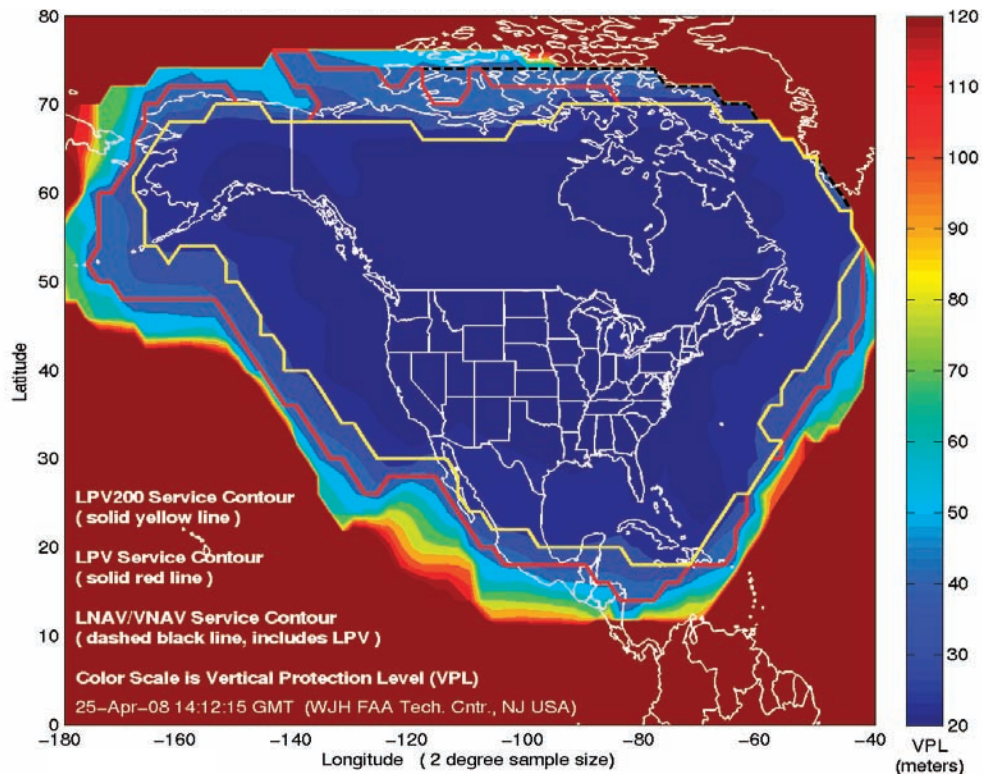 80
70
60
50
40
30
20
10
0
Latitude
LPV200 Service Contour
( solid yellow line )
LPV Service Contour
( solid red line )
LNAV/VNAV Service Contour
( dashed black line, includes LPV )
Color Scale is Vertical Protection Level (VPL)
25-Apr-08 14:12:15 GMT (WJH FAA Tech. Cntr., NJ USA)
-180 -160 -140 -120 -100 -80 -60 -40
Longitude ( 2 degree sample size)
120
110
100
90
80
70
60
50
40
30
20
VPL
(meters)